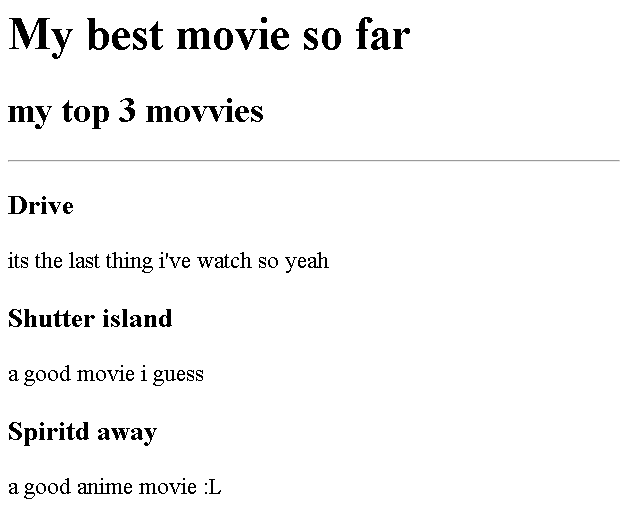 My best movie so far
my top 3 movvies
Drive
its the last thing i've watch so yeah
Shutter island
a good movie i guess
Spiritd away
a good anime movie :L